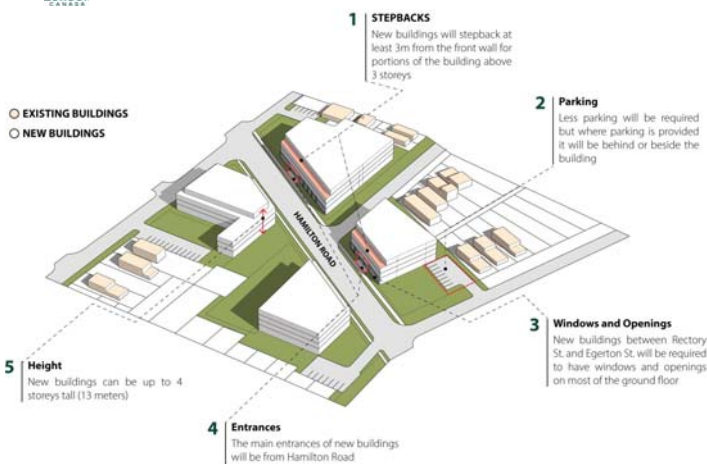 CANADA
1 STEPBACKS
New buildings will stepback at
least 3m from the front wall for
portions of the building above
3 storeys
EXISTING BUILDINGS
NEW BUILDINGS
2 Parking
Less parking will be required
but where parking is provided
it will be behind or beside the
building
HAMILTON ROAD
3 Windows and Openings
New buildings between Rectory
St. and Egerton St. will be required
to have windows and openings
on most of the ground floor
5 Height
New buildings can be up to 4
storeys tall (13 meters)
4 Entrances
The main entrances of new buildings
will be from Hamilton Road